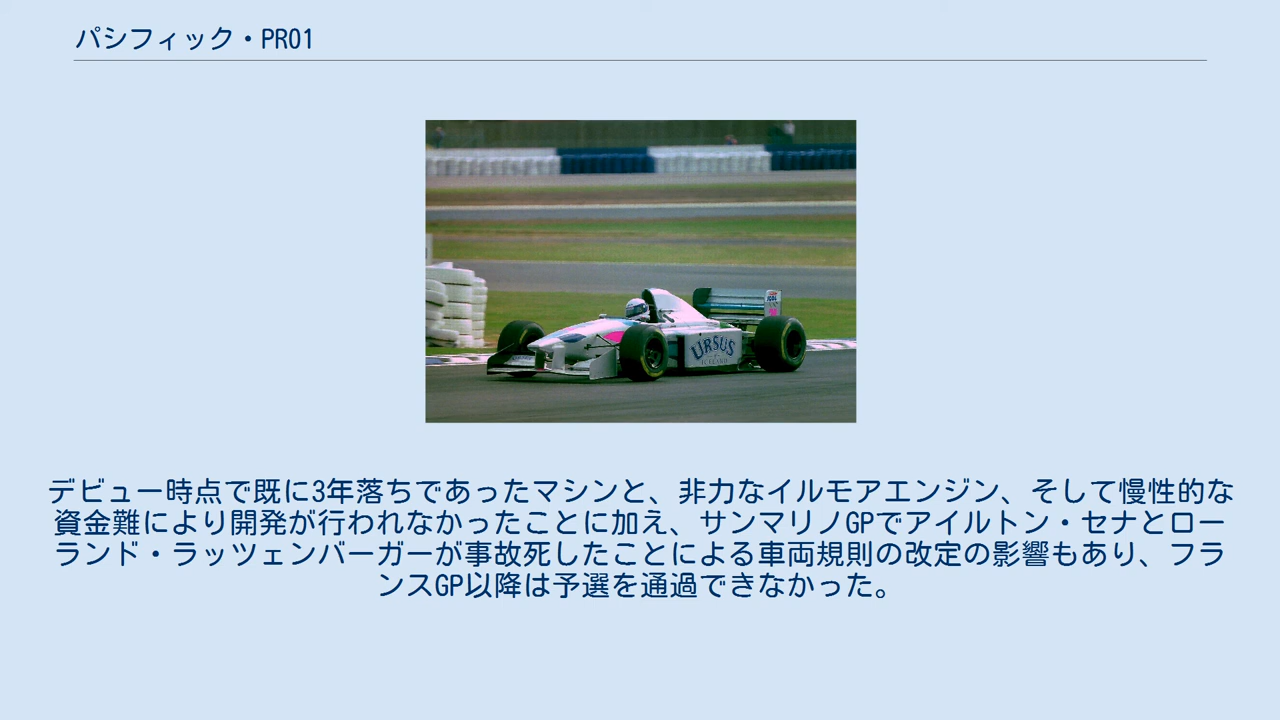 パシフィック・PR01
URSUS
デビュー時点で既に3年落ちであったマシンと、非力なイルモアエンジン、そして慢性的な
資金難により開発が行われなかったことに加え、サンマリノGPでアイルトン・セナとロー
ランド・ラッツェンバーガーが事故死したことによる車両規則の改定の影響もあり、フラ
ンスGP以降は予選を通過できなかった。